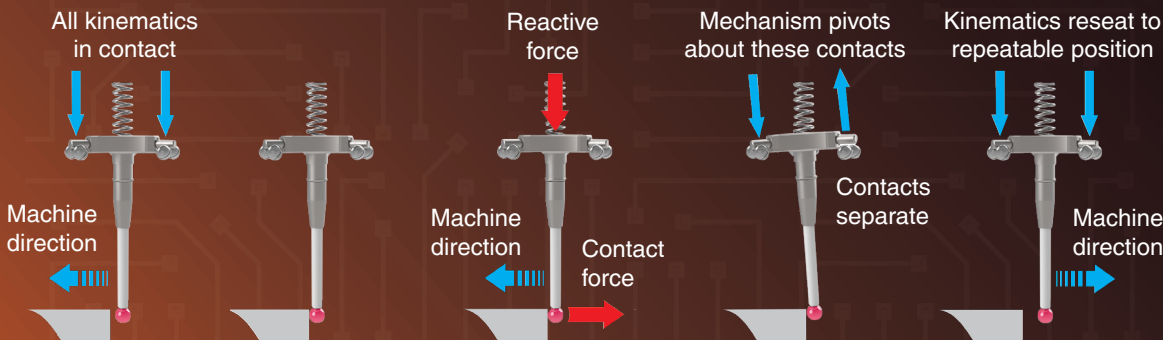 All kinematics
in contact
Machine
direction
Reactive
force
Machine
direction
Contact
force
Mechanism pivots
about these contacts
Contacts
separate
Kinematics reseat to
repeatable position
Machine
direction